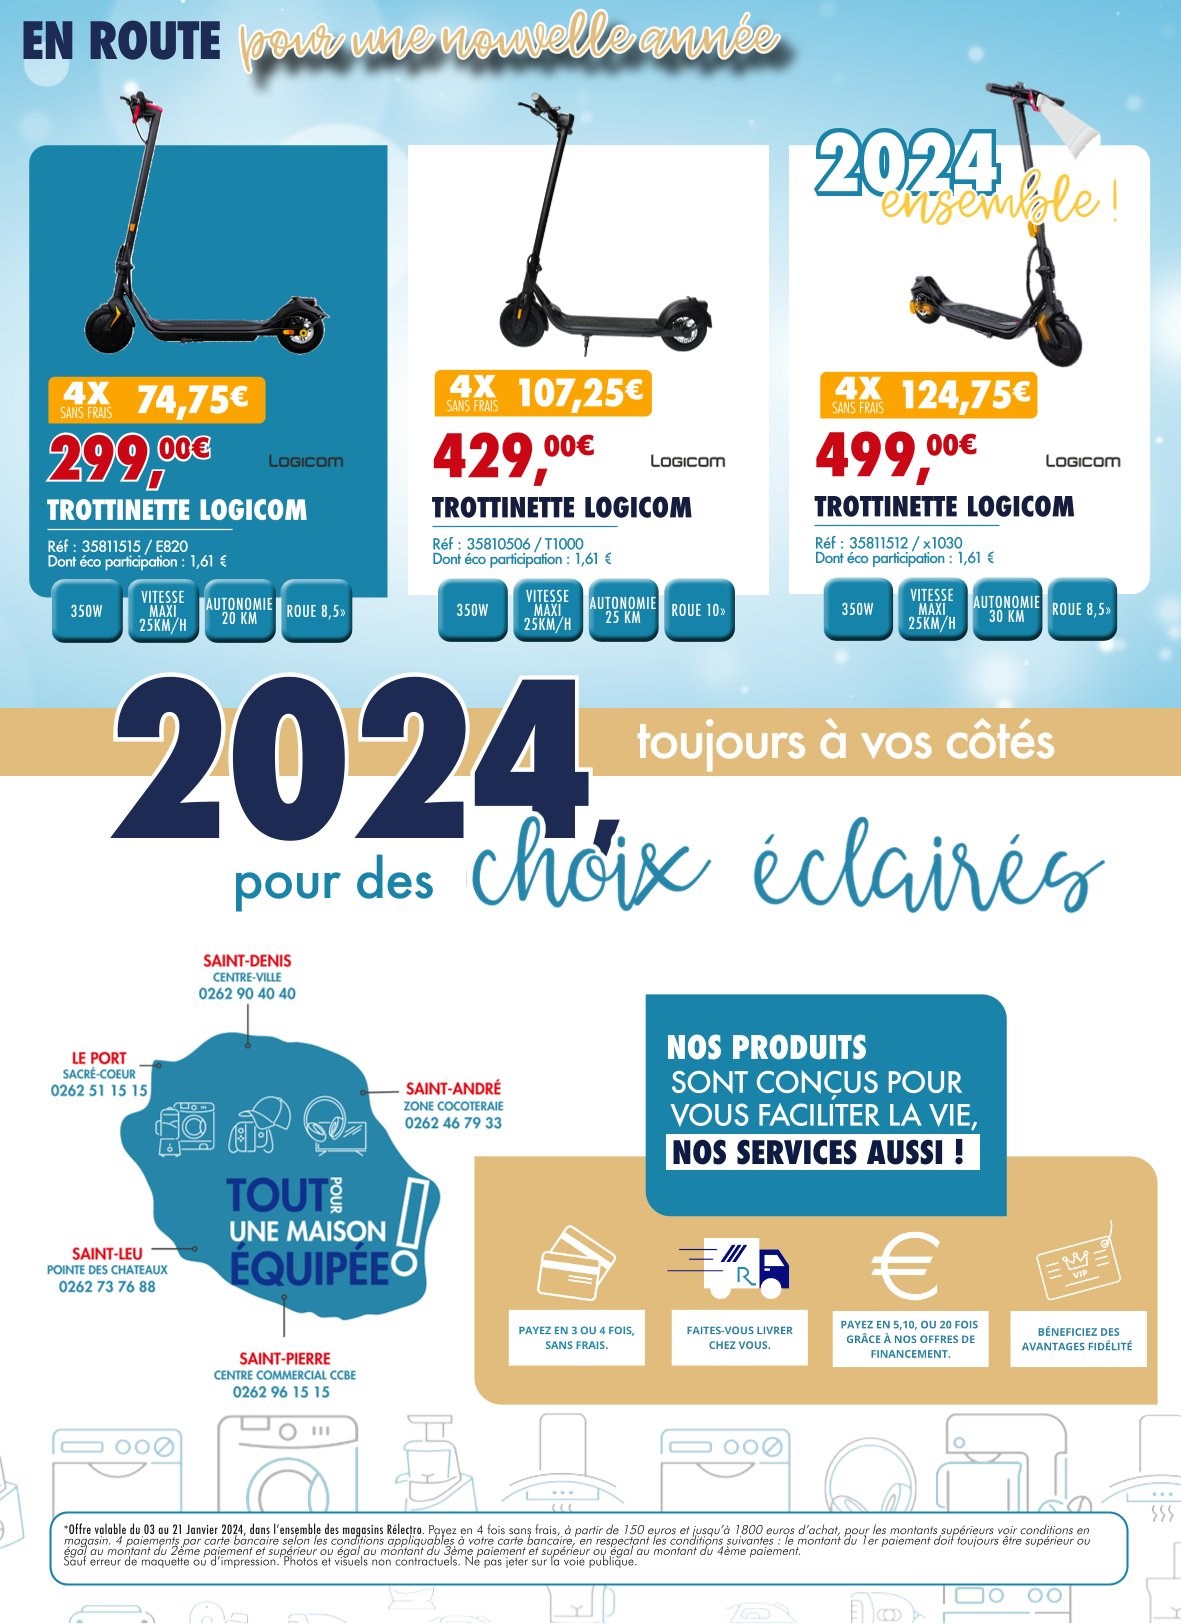 EN ROUTE pour une nouvelle année
2024
ensemble !
4X
SANS FRAIS
74,75€
299,00€
LOGICOM
TROTTINETTE LOGICOM
Réf : 35811515 / E820
Dont éco participation : 1,61 €
350W
VITESSE
MAXI
25KM/H
AUTONOMIE
20 KM
ROUE 8,5»
4X
SANS FRAIS
107,25€
429,00€
LOGICOM
TROTTINETTE LOGICOM
Réf : 35810506 / T1000
Dont éco participation : 1,61 €
350W
VITESSE
MAXI
25KM/H
AUTONOMIE
25 KM
ROUE 10»
4X
SANS FRAIS
124,75€
499,00€
LOGICOM
TROTTINETTE LOGICOM
Réf : 35811512 / x1030
Dont éco participation : 1,61 €
350W
VITESSE
MAXI
25KM/H
AUTONOMIE
30 KM
ROUE 8,5»
2024,
toujours à vos côtés
pour des choix éclairés
SAINT-DENIS
CENTRE-VILLE
0262 90 40 40
LE PORT
SACRÉ-COEUR
0262 51 15 15
SAINT-ANDRÉ
ZONE COCOTERAIE
0262 46 79 33
TOUT POUR
UNE MAISON
ÉQUIPÉE !
SAINT-LEU
POINTE DES CHATEAUX
0262 73 76 88
SAINT-PIERRE
CENTRE COMMERCIAL CCBE
0262 96 15 15
NOS PRODUITS
SONT CONÇUS POUR
VOUS FACILITER LA VIE,
NOS SERVICES AUSSI !
R
€
VIP
PAYEZ EN 3 OU 4 FOIS,
SANS FRAIS.
FAITES-VOUS LIVRER
CHEZ VOUS.
PAYEZ EN 5,10, OU 20 FOIS
GRÂCE À NOS OFFRES DE
FINANCEMENT.
BÉNEFICIEZ DES
AVANTAGES FIDÉLITÉ
*Offre valable du 03 au 21 Janvier 2024, dans l'ensemble des magasins Rélectro. Payez en 4 fois sans frais, à partir de 150 euros et jusqu'à 1800 euros d'achat, pour les montants supérieurs voir conditions en
magasin. 4 paiements par carte bancaire selon les conditions appliquables à votre carte bancaire, en respectant les conditions suivantes : le montant du 1er paiement doit toujours être supérieur ou
égal au montant du 2ème paiement et supérieur ou égal au montant du 3ème paiement et supérieur ou égal au montant du 4ème paiement.
Sauf erreur de maquette ou d'impression. Photos et visuels non contractuels. Ne pas jeter sur la voie publique.